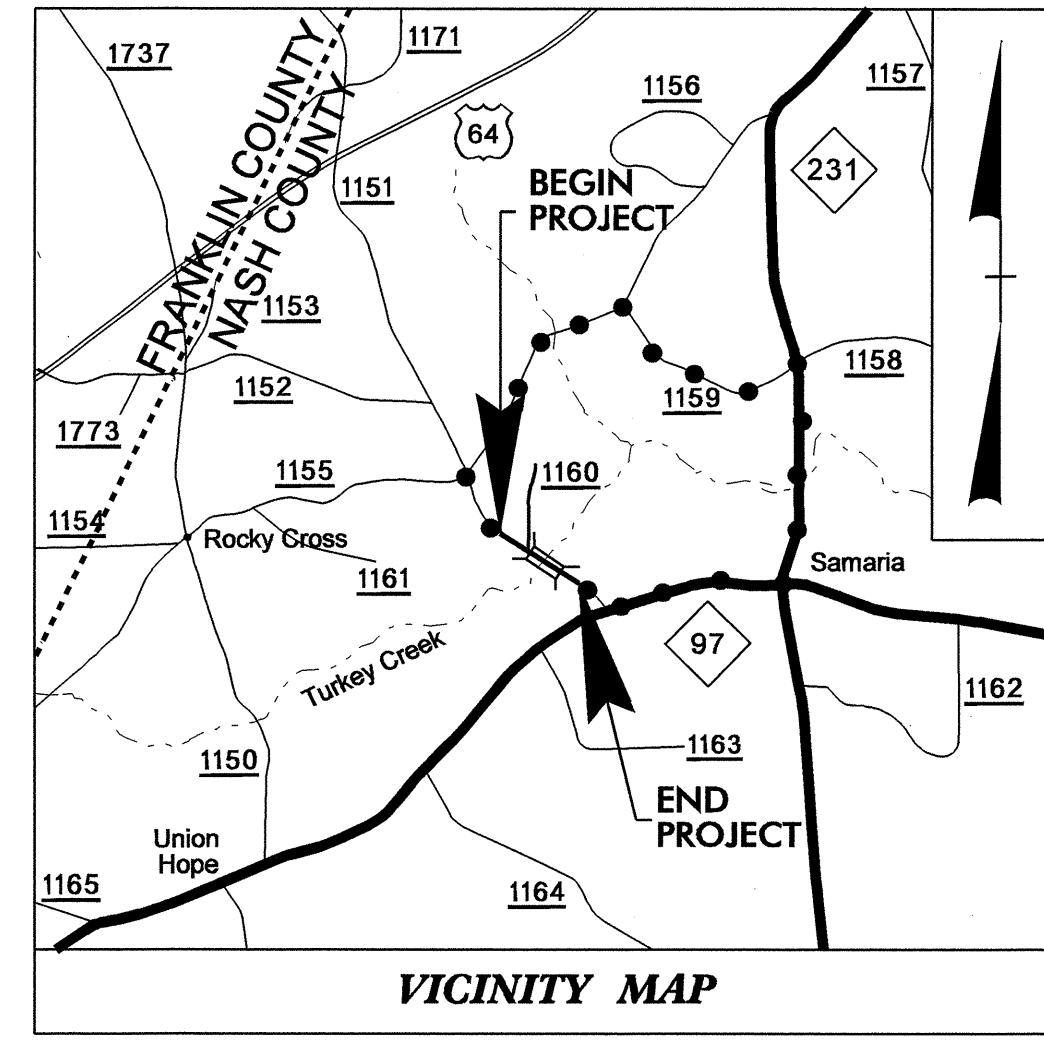 1737
1171
FRANKLIN COUNTY
NASH COUNTY
64
1156
1157
231
1151
BEGIN
PROJECT
1153
1152
1158
1159
1773
1155
1160
1154
Rocky Cross
1161
Samaria
97
Turkey Creek
1162
1163
1150
END
PROJECT
Union
Hope
1165
1164
VICINITY MAP